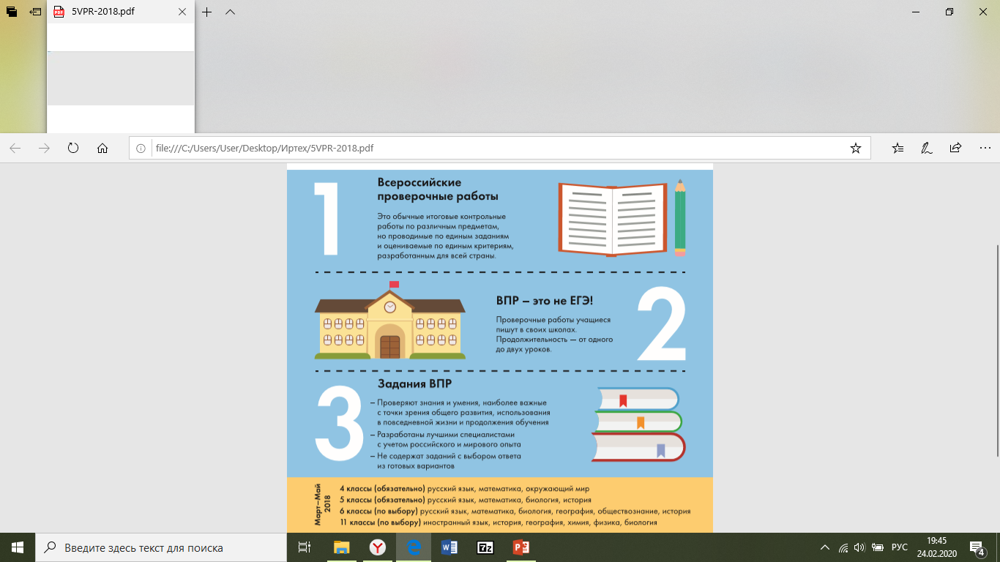 5VPR-2018.pdf
file:///C:/Users/User/Desktop/Иртех/5VPR-2018.pdf
1
Всероссийские
проверочные работы
Это обычные итоговые контрольные
работы по различным предметам,
но проводимые по единым заданиям
и оцениваемые по единым критериям,
разработанным для всей страны.
ВПР – это не ЕГЭ!
2
Проверочные работы учащиеся
пишут в своих школах.
Продолжительность — от одного
до двух уроков.
3
Задания ВПР
– Проверяют знания и умения, наиболее важные
с точки зрения общего развития, использования
в повседневной жизни и продолжения обучения
– Разработаны лучшими специалистами
с учетом российского и мирового опыта
– Не содержат заданий с выбором ответа
из готовых вариантов
Март—Май
2018
4 классы (обязательно) русский язык, математика, окружающий мир
5 классы (обязательно) русский язык, математика, биология, история
6 классы (по выбору) русский язык, математика, биология, география, обществознание, история
11 классы (по выбору) иностранный язык, история, география, химия, физика, биология
Введите здесь текст для поиска
РУС
19:45
24.02.2020
4